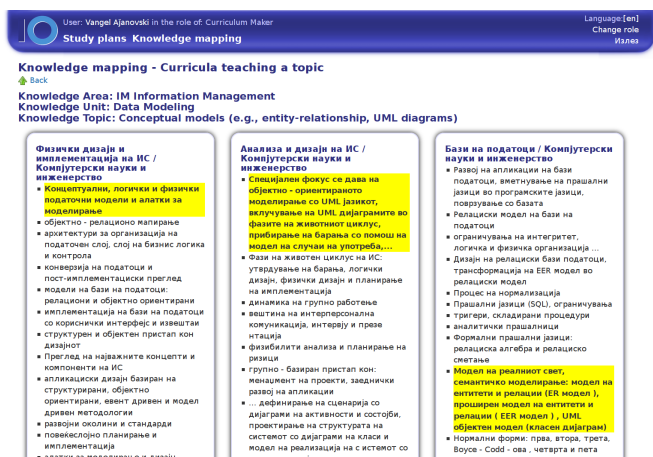 User: Vangel Ajanovski in the role of: Curriculum Maker
Language:[en]
Change role
Излез
Study plans Knowledge mapping
Knowledge mapping - Curricula teaching a topic
Back
Knowledge Area: IM Information Management
Knowledge Unit: Data Modeling
Knowledge Topic: Conceptual models (e.g., entity-relationship, UML diagrams)
Физички дизајн и
имплементација на ИС /
Компјутерски науки и
инженерство
Концептуални, логички и физички
податочни модели и алатки за
моделирање
објектно - релационо мапирање
архитектури за организација на
податочен слој, слој на бизнис логика
и контрола
конверзија на податоци и
пост-имплементациски преглед
модели на бази на податоци:
релациони и објектно ориентирани
имплементација на бази на податоци
со кориснички интерфејс и извештаи
структурен и објектен пристап кон
дизајнот
Преглед на најважните концепти и
компоненти на ИС
апликациски дизајн базиран на
структурирани, објектно
ориентирани, евент дривен и модел
дривен методологии
развојни околини и стандарди
повеќеслојно планирање и
имплементација
Анализа и дизајн на ИС /
Компјутерски науки и
инженерство
Специјален фокус се дава на
објектно - ориентираното
моделирање со UML јазикот,
вклучување на UML дијаграмите во
фазите на животниот циклус,
прибирање на барања со помош на
модел на случаи на употреба,...
Фази на животен циклус на ИС:
утврдување на барања, логички
дизајн, физички дизајн и планирање
на имплементација
динамика на групно работење
вештина на интерперсонална
комуникација, интервју и презе
нтација
физибилити анализа и планирање на
ризици
групно - базиран пристап кон:
менаџмент на проекти, заеднички
развој на апликации
... дефинирање на сценарија со
дијаграми на активности и состојби,
проектирање на структурата на
системот со дијаграми на класи и
модел на реализација на с истемот со
Бази на податоци / Компјутерски
науки и инженерство
Развој на апликации на бази
податоци, вметнување на прашални
јазици во програмските јазици,
поврзување со базата
Релациски модел на бази на
податоци
ограничувања на интегритет,
логичка и физичка организација ...
Дизајн на релациски бази податоци,
трансформација на EER модел во
релациски модел
Процес на нормализација
Прашални јазици (SQL), ограничувања
тригери, складирани процедури
аналитички прашалници
Формални прашални јазици:
релациска алгебра и релациско
сметање
Модел на реалниот свет,
семантичко моделирање: модел на
ентитети и релации (ER модел ),
проширен модел на ентитети и
релации ( EER модел ) , UML
објектен модел (класен дијаграм)
Нормални форми: прва, втора, трета,
Boyce - Codd - ова , четврта и пета